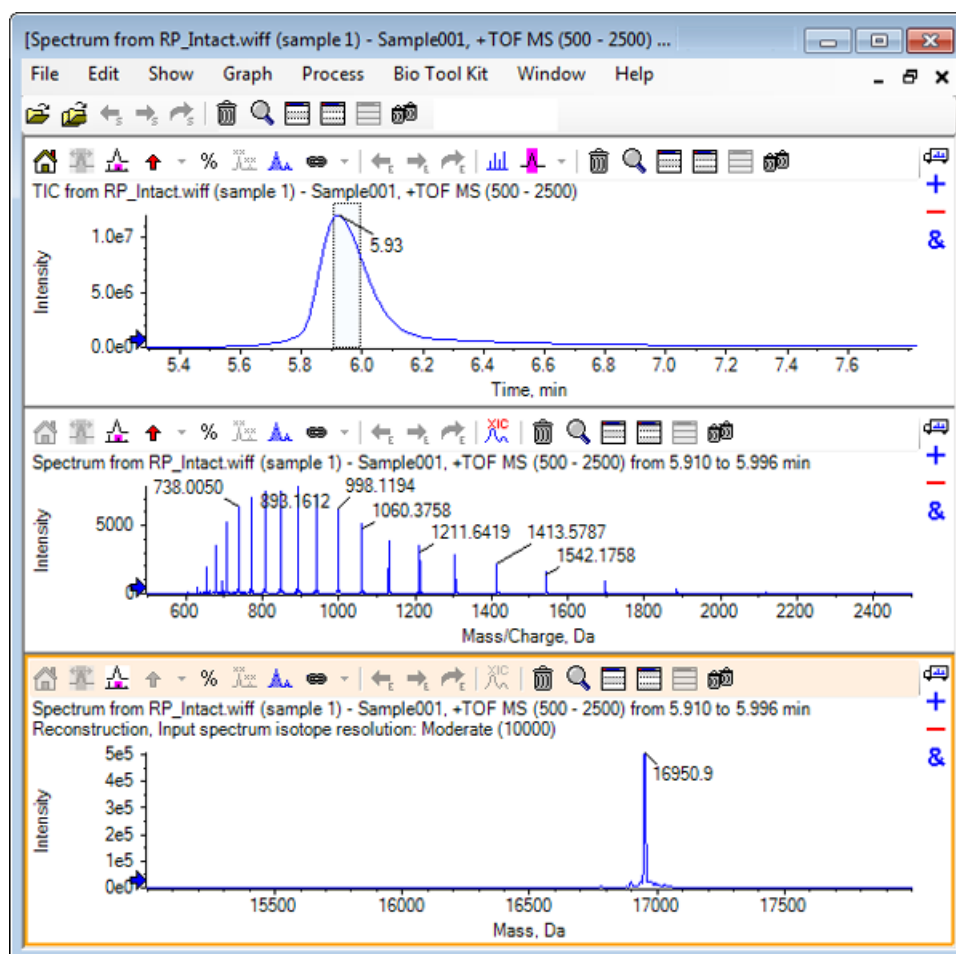 [Spectrum from RP_Intact.wiff (sample 1) - Sample001, +TOF MS (500 - 2500) ...
File Edit Show Graph Process Bio Tool Kit Window Help
TIC from RP_Intact.wiff (sample 1) - Sample001, +TOF MS (500 - 2500)
Intensity
1.0e7
5.0e6
0.0e0
5.93
5.4 5.6 5.8 6.0 6.2 6.4 6.6 6.8 7.0 7.2 7.4 7.6
Time, min
XIC
Spectrum from RP_Intact.wiff (sample 1) - Sample001, +TOF MS (500 - 2500) from 5.910 to 5.996 min
Intensity
5000
0
738.0050
893.1612
998.1194
1060.3758
1211.6419
1413.5787
1542.1758
600 800 1000 1200 1400 1600 1800 2000 2200 2400
Mass/Charge, Da
XIC
Spectrum from RP_Intact.wiff (sample 1) - Sample001, +TOF MS (500 - 2500) from 5.910 to 5.996 min
Reconstruction, Input spectrum isotope resolution: Moderate (10000)
Intensity
5e5
4e5
3e5
2e5
1e5
0e0
16950.9
15500 16000 16500 17000 17500
Mass, Da